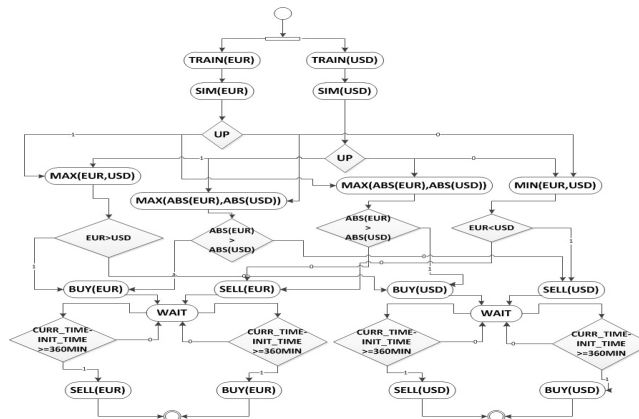 TRAIN(EUR)
TRAIN(USD)
SIM(EUR)
SIM(USD)
UP
1
0
UP
1
0
MAX(EUR,USD)
MAX(ABS(EUR),ABS(USD))
MAX(ABS(EUR),ABS(USD))
MIN(EUR,USD)
EUR>USD
ABS(EUR)
>
ABS(USD)
ABS(EUR)
>
ABS(USD)
EUR<USD
1
1
0
0
0
0
1
1
BUY(EUR)
SELL(EUR)
BUY(USD)
SELL(USD)
WAIT
WAIT
CURR_TIME-
INIT_TIME
>=360MIN
0
0
CURR_TIME-
INIT_TIME
>=360MIN
CURR_TIME-
INIT_TIME
>=360MIN
0
0
CURR_TIME-
INIT_TIME
>=360MIN
1
1
1
1
SELL(EUR)
BUY(EUR)
SELL(USD)
BUY(USD)